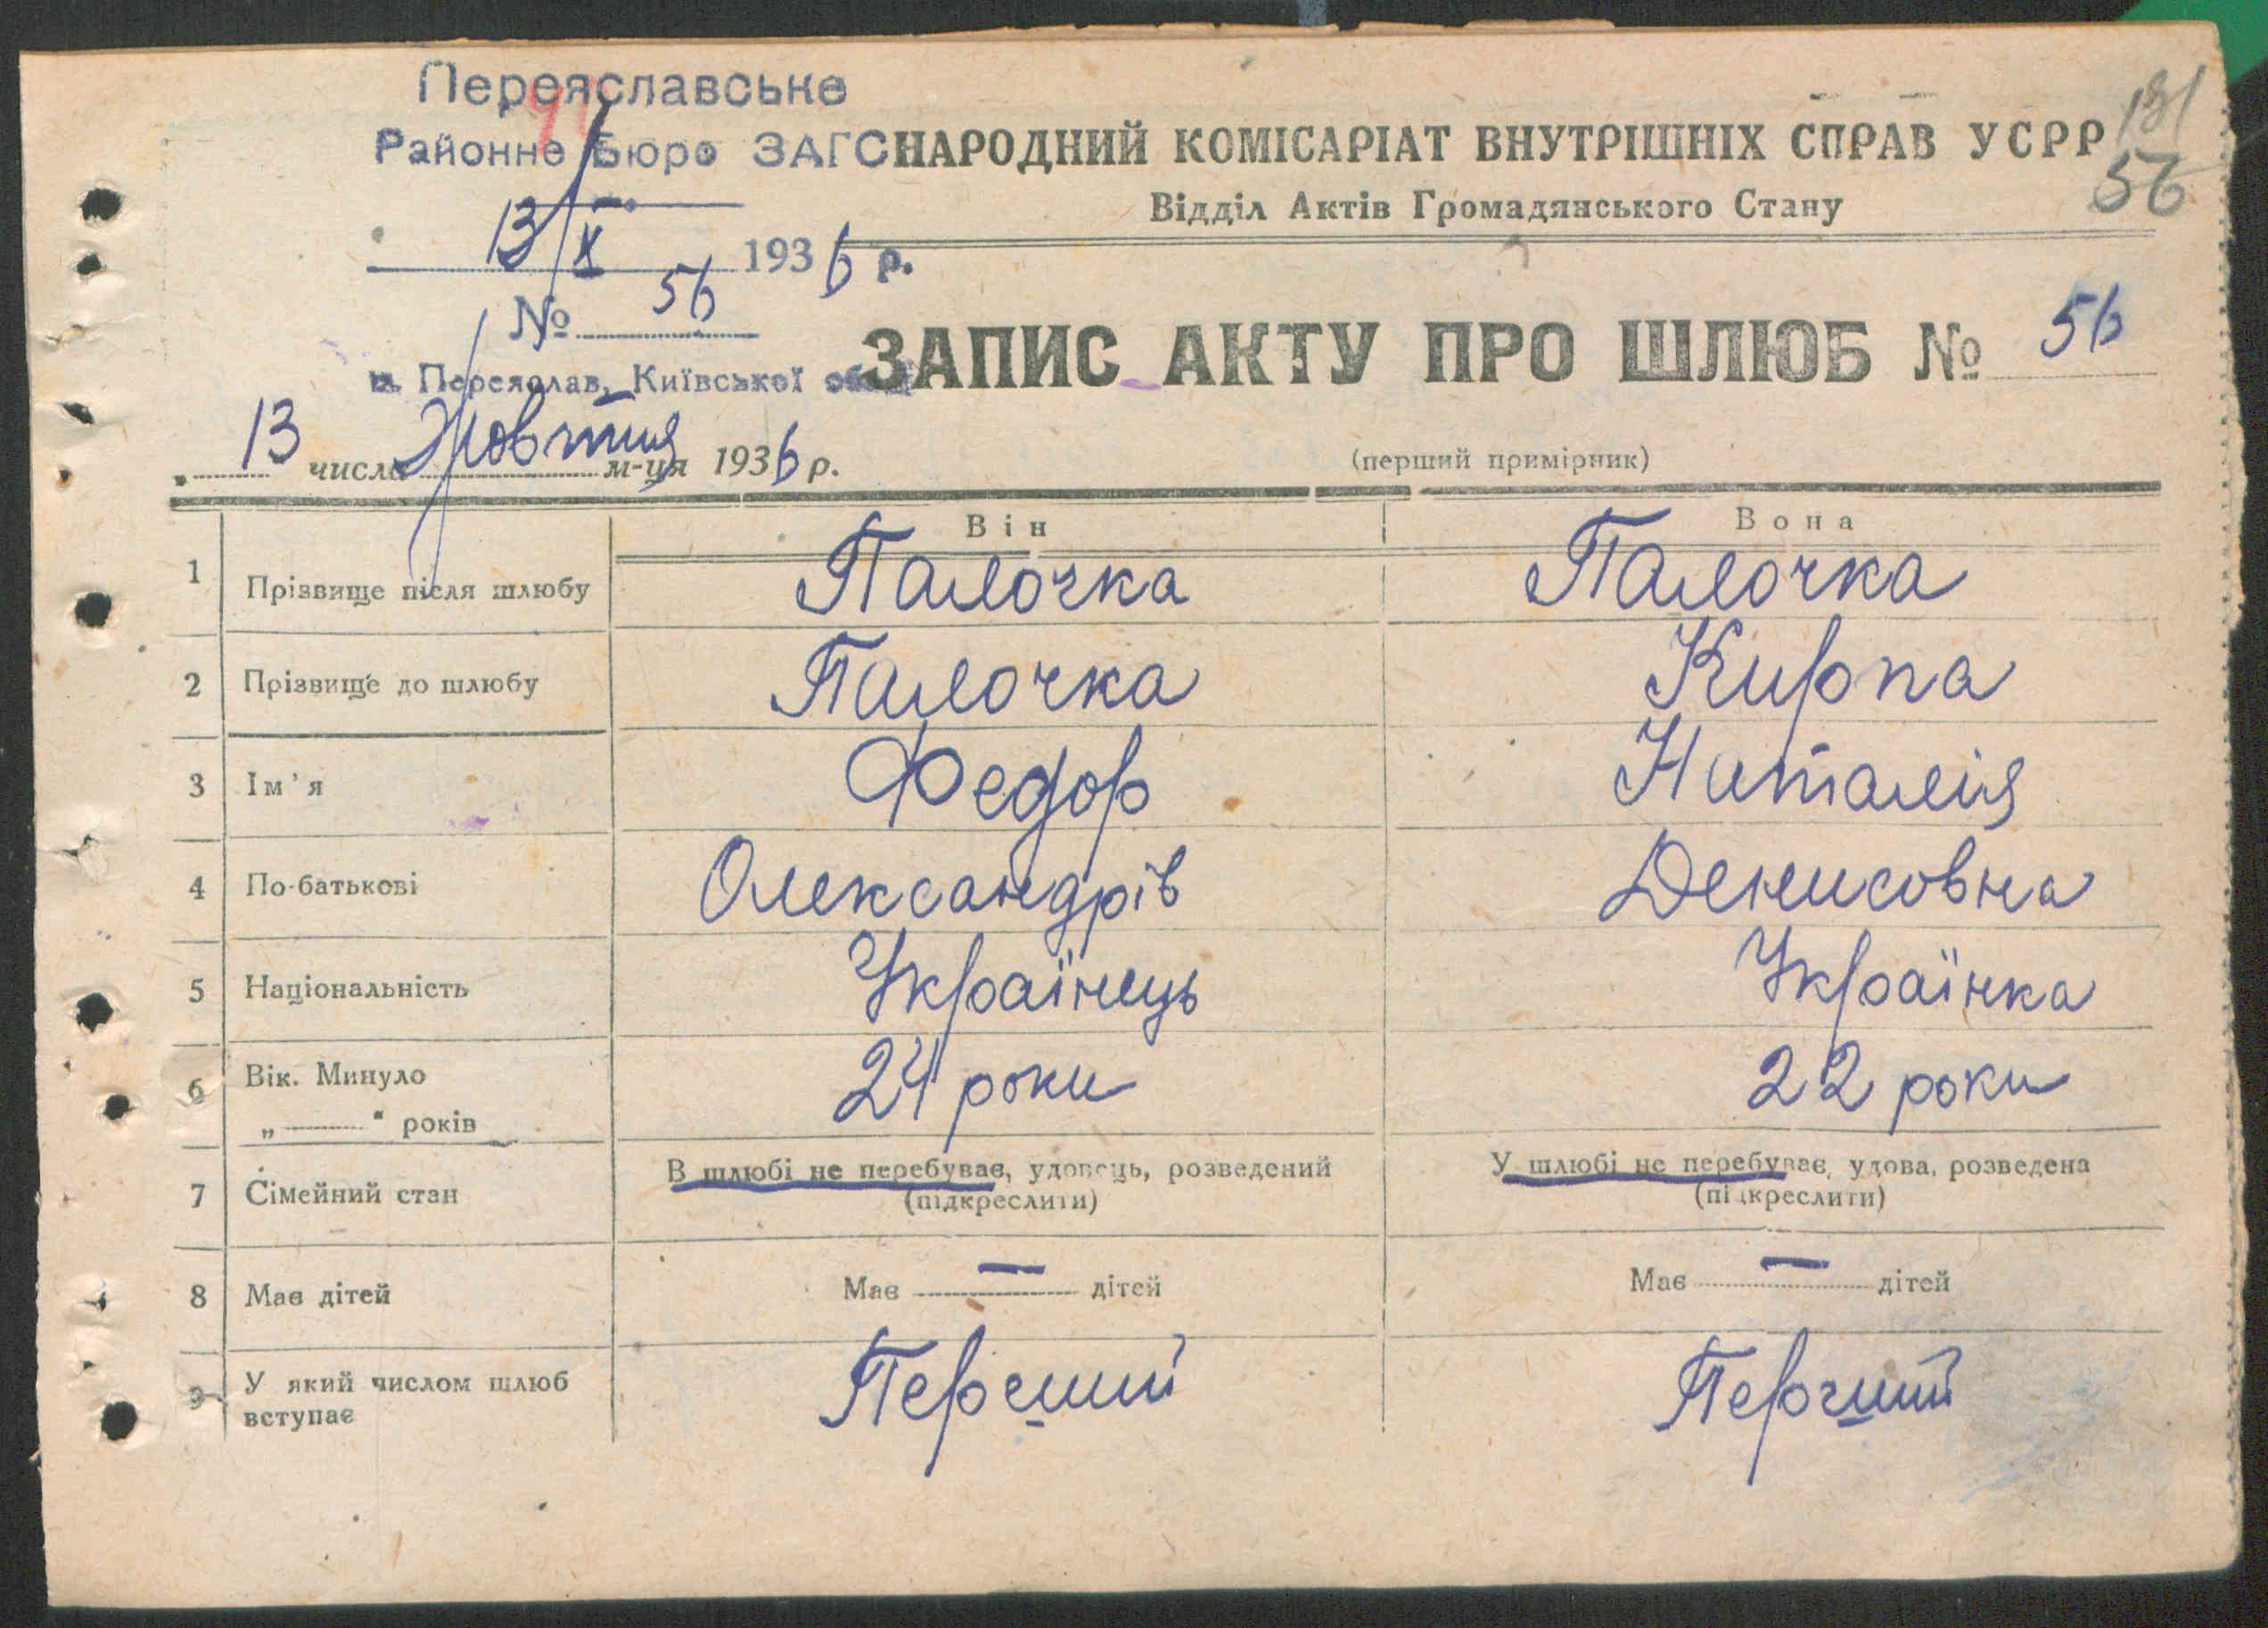 Переяславське
Районне Бюро ЗАГС
НАРОДНИЙ КОМІСАРІАТ ВНУТРІШНІХ СПРАВ УСРР
Відділ Актів Громадянського Стану
181
56
13/X 1936 р.
№ 56
м. Переяслав, Київської обл.
ЗАПИС АКТУ ПРО ШЛЮБ № 56
13 числа Жовтня м-ця 1936 р.
(перший примірник)
Він Вона
1 Прізвище після шлюбу Палочка Палочка
2 Прізвище до шлюбу Палочка Кирпа
3 Ім'я Федор Наталія
4 По-батькові Олександрів Денисовна
5 Національність Українець Українка
6 Вік. Минуло „ “ років 24 роки 22 роки
7 Сімейний стан В шлюбі не перебуває, удовець, розведений (підкреслити) У шлюбі не перебуває, удова, розведена (підкреслити)
8 Має дітей Має — дітей Має — дітей
9 У який числом шлюб вступає Перший Перший